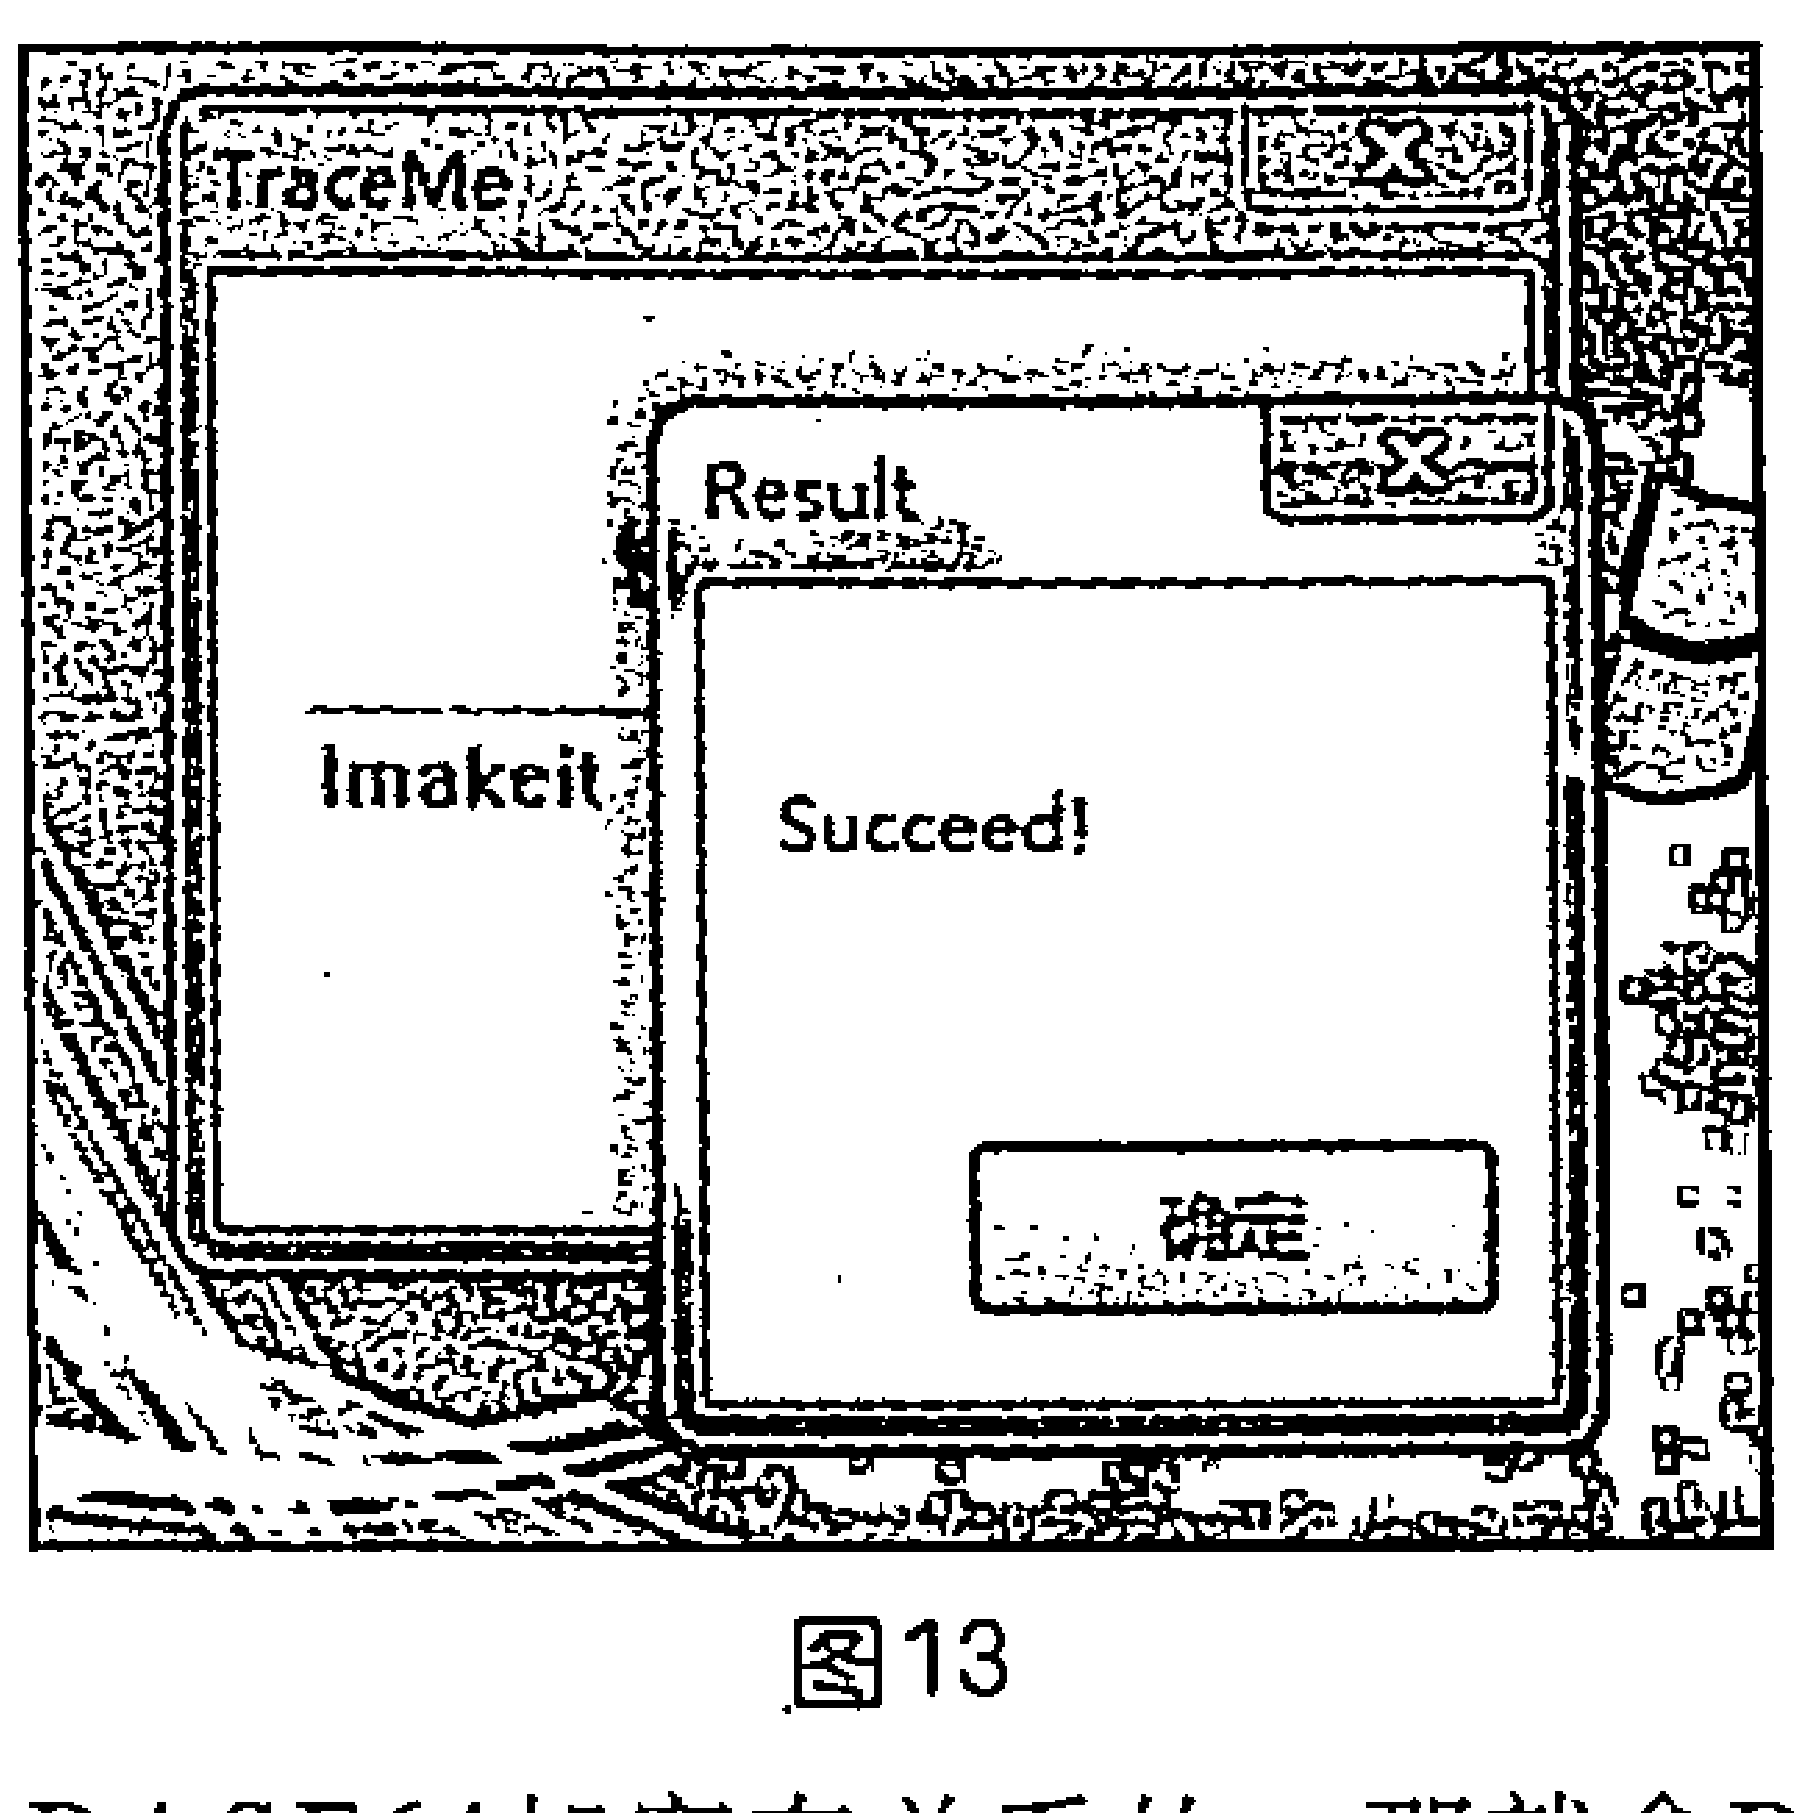 TraceMe
Result
Imakeit
Succeed!
确定
图13